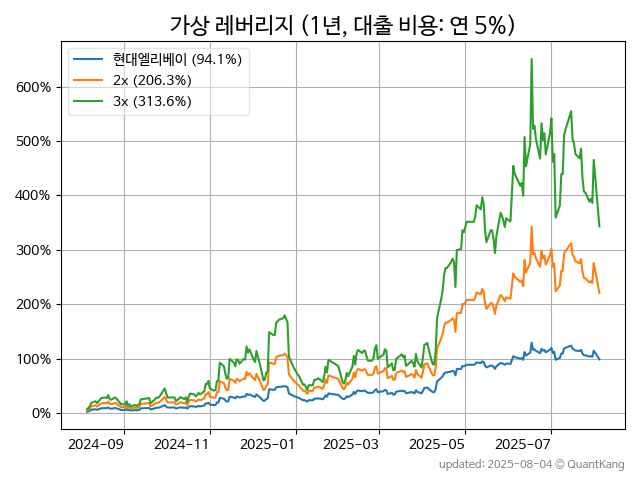 가상 레버리지 (1년, 대출 비용: 연 5%)
현대엘리베이 (94.1%)
2x (206.3%)
3x (313.6%)
600%
500%
400%
300%
200%
100%
0%
2024-09 2024-11 2025-01 2025-03 2025-05 2025-07
updated: 2025-08-04 © QuantKang